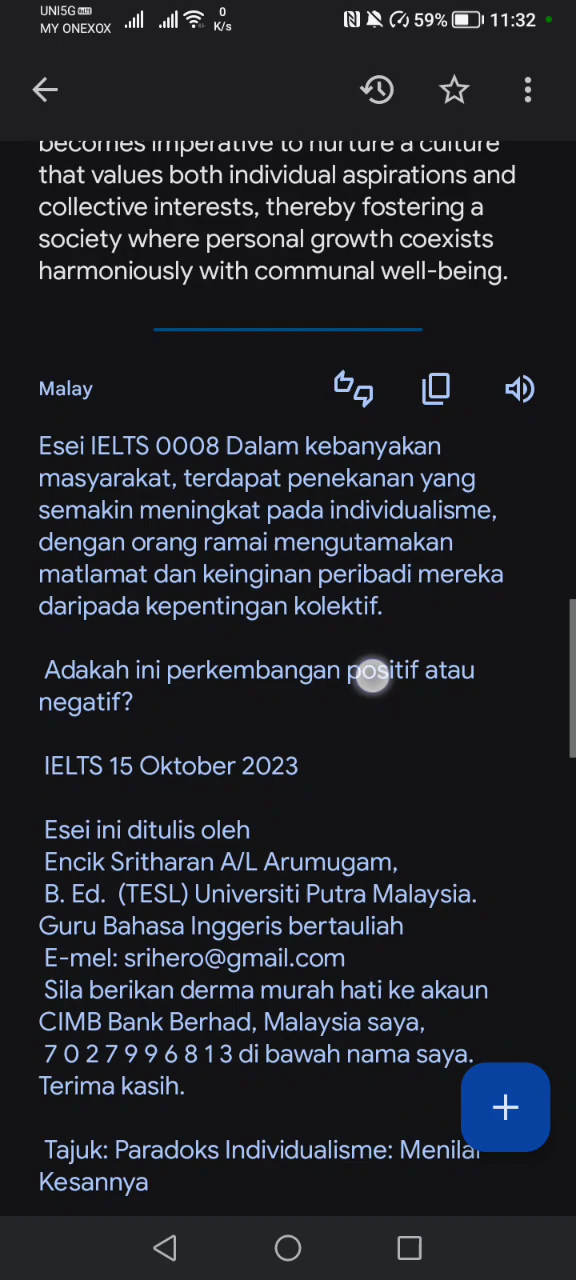 UNI5G
MY ONEXOX
0
K/s
59%
11:32
becomes imperative to nurture a culture
that values both individual aspirations and
collective interests, thereby fostering a
society where personal growth coexists
harmoniously with communal well-being.
Malay
Esei IELTS 0008 Dalam kebanyakan
masyarakat, terdapat penekanan yang
semakin meningkat pada individualisme,
dengan orang ramai mengutamakan
matlamat dan keinginan peribadi mereka
daripada kepentingan kolektif.
Adakah ini perkembangan positif atau
negatif?
IELTS 15 Oktober 2023
Esei ini ditulis oleh
Encik Sritharan A/L Arumugam,
B. Ed. (TESL) Universiti Putra Malaysia.
Guru Bahasa Inggeris bertauliah
E-mel: srihero@gmail.com
Sila berikan derma murah hati ke akaun
CIMB Bank Berhad, Malaysia saya,
7 0 2 7 9 9 6 8 1 3 di bawah nama saya.
Terima kasih.
Tajuk: Paradoks Individualisme: Menilai
Kesannya